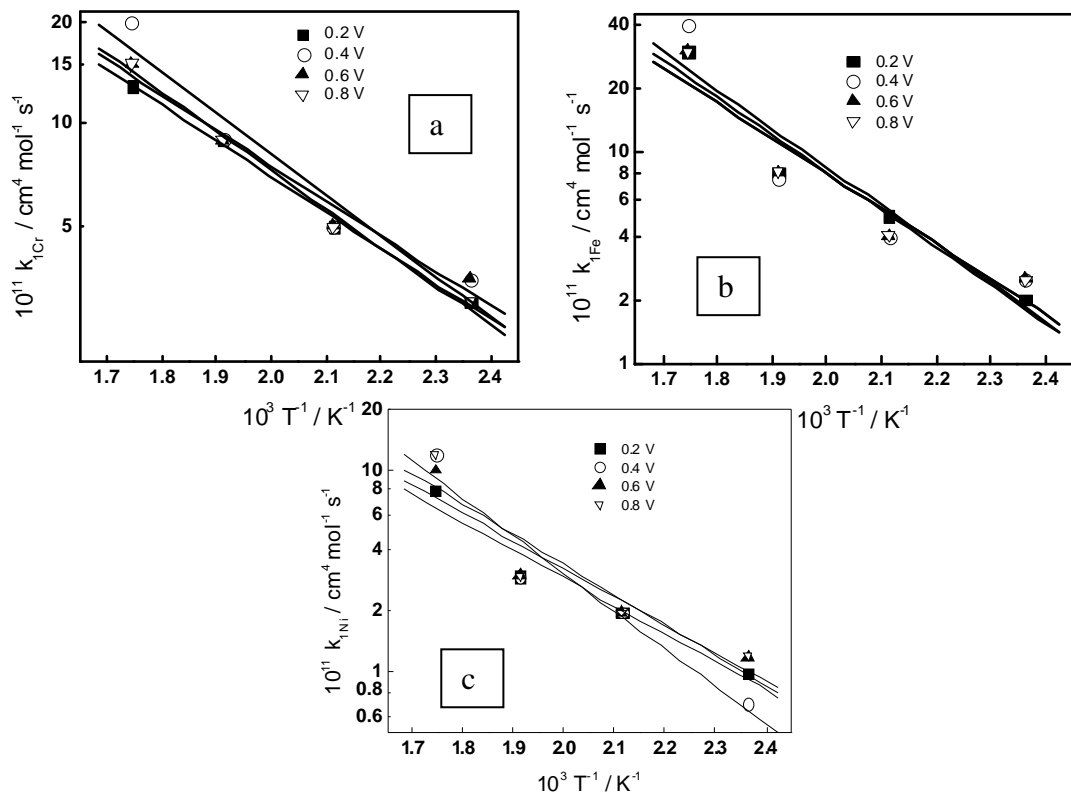 20
15
10
5
10¹¹ k₁Cr / cm⁴ mol⁻¹ s⁻¹
0.2 V
0.4 V
0.6 V
0.8 V
a
1.7 1.8 1.9 2.0 2.1 2.2 2.3 2.4
10³ T⁻¹ / K⁻¹
40
20
10
8
6
4
2
1
10¹¹ k₁Fe / cm⁴ mol⁻¹ s⁻¹
0.2 V
0.4 V
0.6 V
0.8 V
b
1.7 1.8 1.9 2.0 2.1 2.2 2.3 2.4
10³ T⁻¹ / K⁻¹
20
10
8
6
4
2
1
0.8
0.6
10¹¹ k₁Ni / cm⁴ mol⁻¹ s⁻¹
0.2 V
0.4 V
0.6 V
0.8 V
c
1.7 1.8 1.9 2.0 2.1 2.2 2.3 2.4
10³ T⁻¹ / K⁻¹